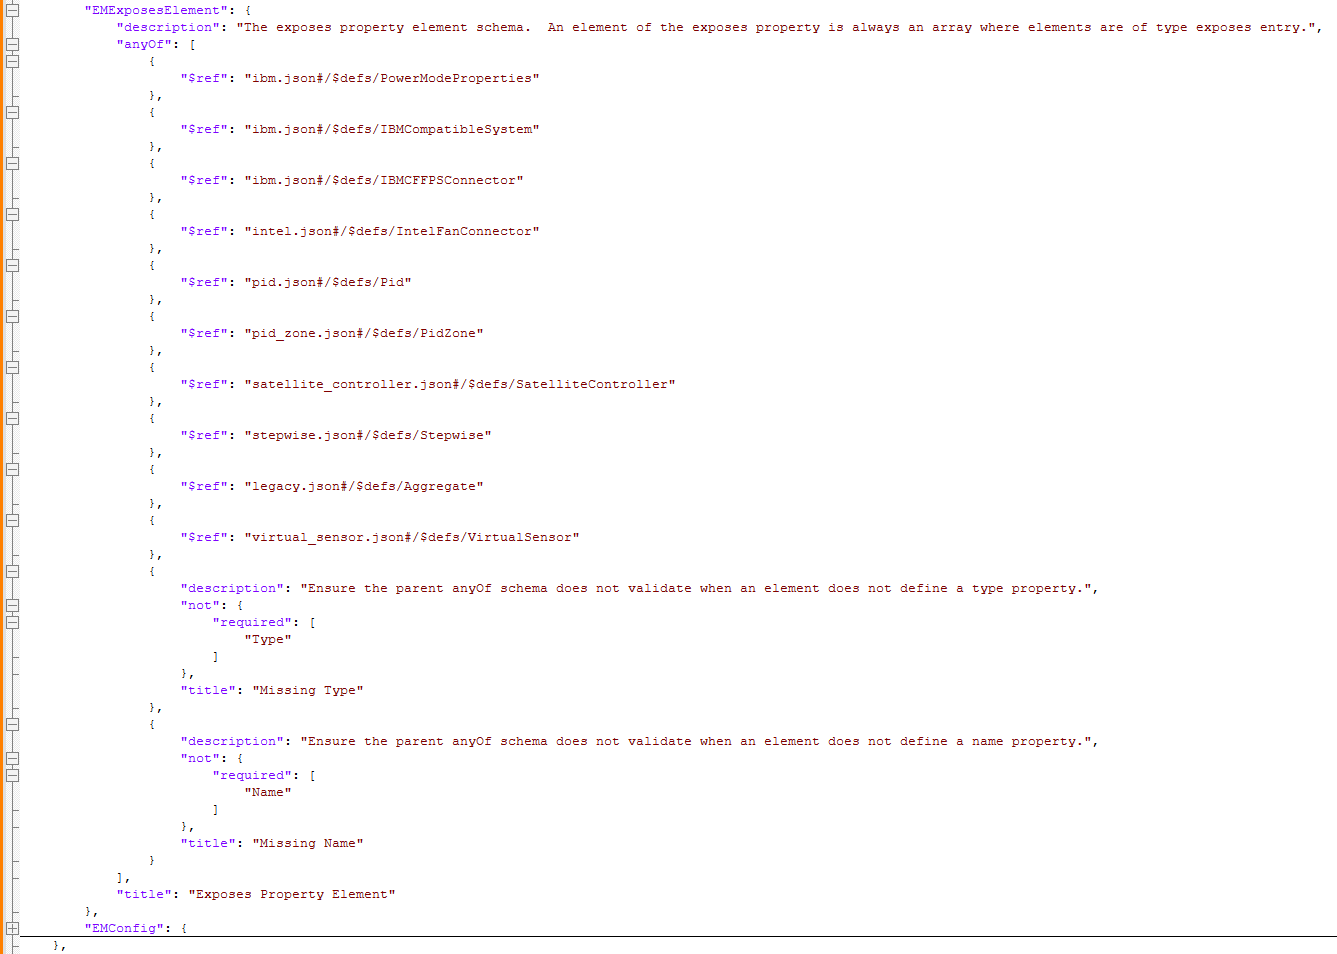 "EMExposesElement": {
"description": "The exposes property element schema.  An element of the exposes property is always an array where elements are of type exposes entry.",
"anyOf": [
{
"$ref": "ibm.json#/$defs/PowerModeProperties"
},
{
"$ref": "ibm.json#/$defs/IBMCompatibleSystem"
},
{
"$ref": "ibm.json#/$defs/IBMCFFPSConnector"
},
{
"$ref": "intel.json#/$defs/IntelFanConnector"
},
{
"$ref": "pid.json#/$defs/Pid"
},
{
"$ref": "pid_zone.json#/$defs/PidZone"
},
{
"$ref": "satellite_controller.json#/$defs/SatelliteController"
},
{
"$ref": "stepwise.json#/$defs/Stepwise"
},
{
"$ref": "legacy.json#/$defs/Aggregate"
},
{
"$ref": "virtual_sensor.json#/$defs/VirtualSensor"
},
{
"description": "Ensure the parent anyOf schema does not validate when an element does not define a type property.",
"not": {
"required": [
"Type"
]
},
"title": "Missing Type"
},
{
"description": "Ensure the parent anyOf schema does not validate when an element does not define a name property.",
"not": {
"required": [
"Name"
]
},
"title": "Missing Name"
}
],
"title": "Exposes Property Element"
},
"EMConfig": {
},